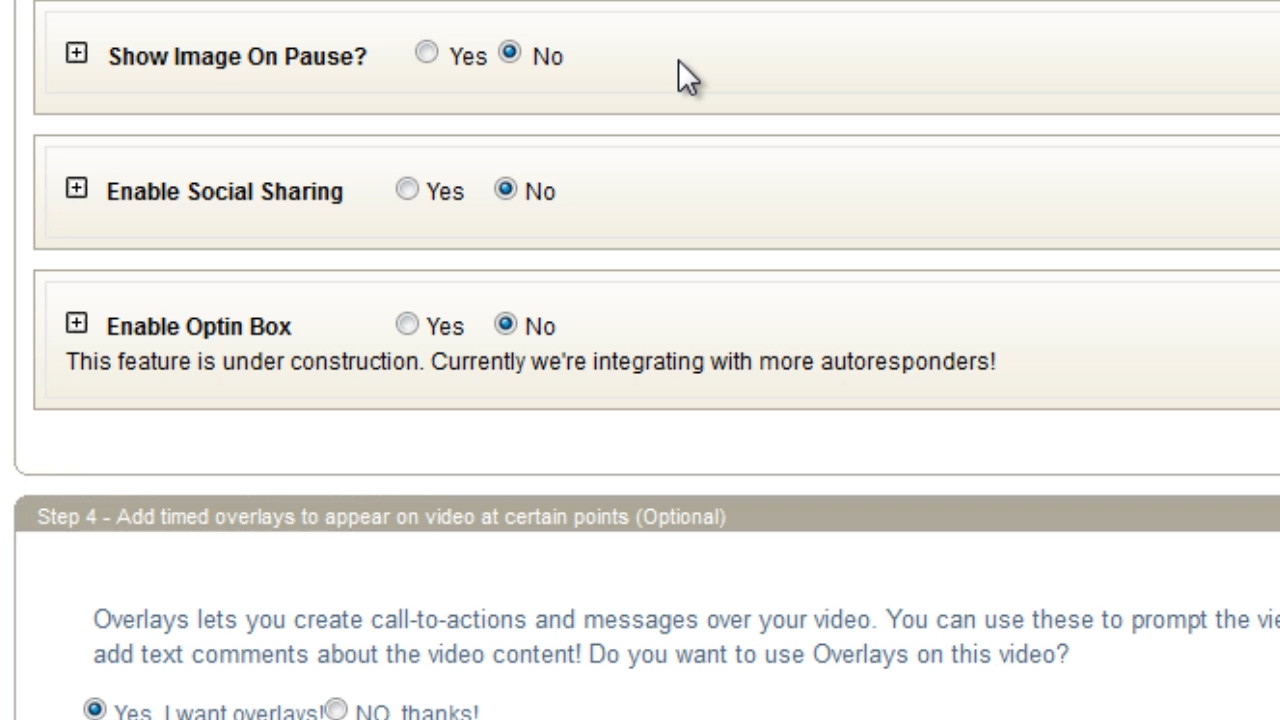 Show Image On Pause? Yes No
Enable Social Sharing Yes No
Enable Optin Box Yes No
This feature is under construction. Currently we're integrating with more autoresponders!
Step 4 - Add timed overlays to appear on video at certain points (Optional)
Overlays lets you create call-to-actions and messages over your video. You can use these to prompt the
add text comments about the video content! Do you want to use Overlays on this video?
Yes, I want overlays! NO, thanks!